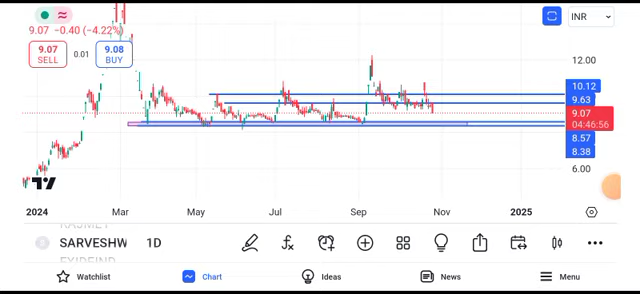 9.07 −0.40 (−4.22%)
INR
9.07
SELL
0.01
9.08
BUY
12.00
10.12
9.63
9.07
04:46:56
8.57
8.38
6.00
2024 Mar May Jul Sep Nov 2025
SARVESHW 1D
Watchlist Chart Ideas News Menu